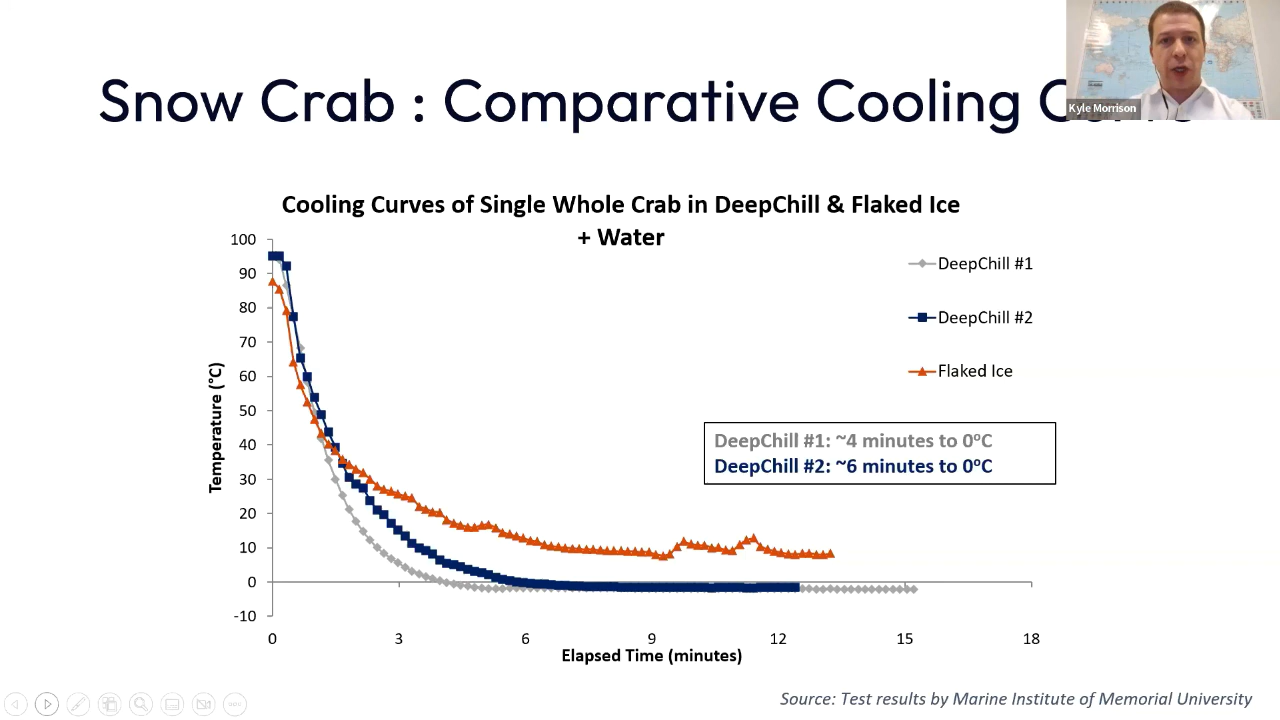 Snow Crab : Comparative Cooling
Kyle Morrison
Cooling Curves of Single Whole Crab in DeepChill & Flaked Ice
+ Water
100
90
80
70
60
50
40
30
20
10
0
-10
Temperature (°C)
0 3 6 9 12 15 18
Elapsed Time (minutes)
DeepChill #1
DeepChill #2
Flaked Ice
DeepChill #1: ~4 minutes to 0°C
DeepChill #2: ~6 minutes to 0°C
Source: Test results by Marine Institute of Memorial University